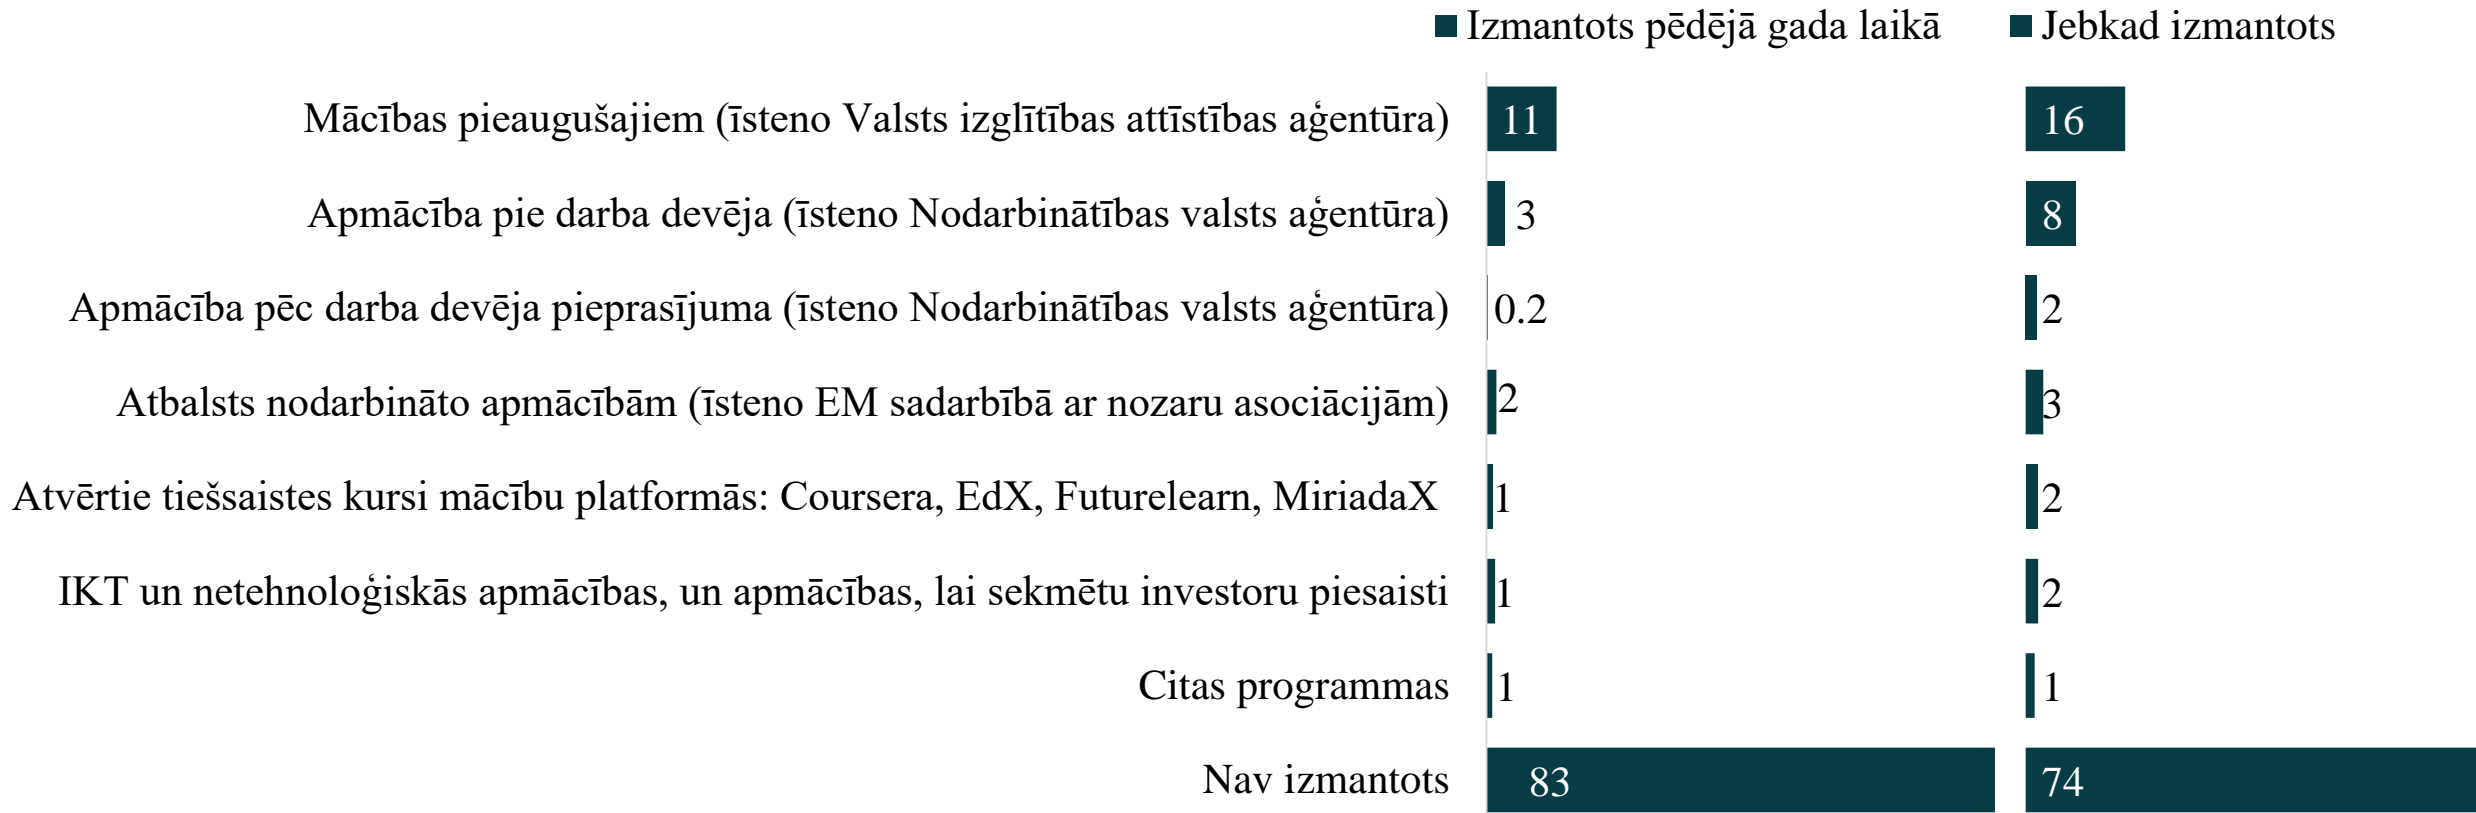 Izmantots pēdējā gada laikā Jebkad izmantots
Mācības pieaugušajiem (īsteno Valsts izglītības attīstības aģentūra) 11 16
Apmācība pie darba devēja (īsteno Nodarbinātības valsts aģentūra) 3 8
Apmācība pēc darba devēja pieprasījuma (īsteno Nodarbinātības valsts aģentūra) 0.2 2
Atbalsts nodarbināto apmācībām (īsteno EM sadarbībā ar nozaru asociācijām) 2 3
Atvērtie tiešsaistes kursi mācību platformās: Coursera, EdX, Futurelearn, MiriadaX 1 2
IKT un netehnoloģiskās apmācības, un apmācības, lai sekmētu investoru piesaisti 1 2
Citas programmas 1 1
Nav izmantots 83 74